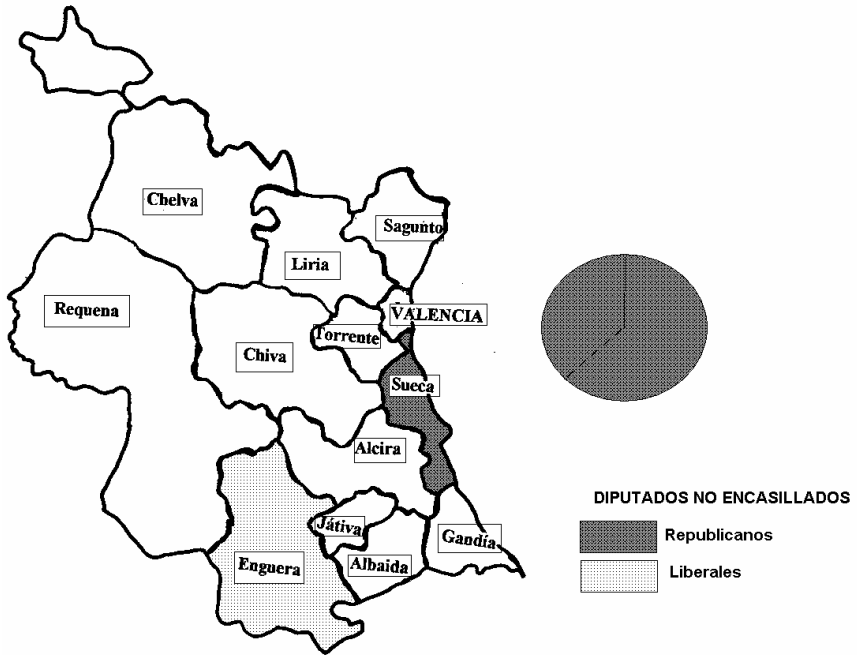 Chelva
Sagunto
Liria
Requena
VALENCIA
Torrente
Chiva
Sueca
Alcira
Játiva
Gandía
Enguera
Albaida
DIPUTADOS NO ENCASILLADOS
Republicanos
Liberales